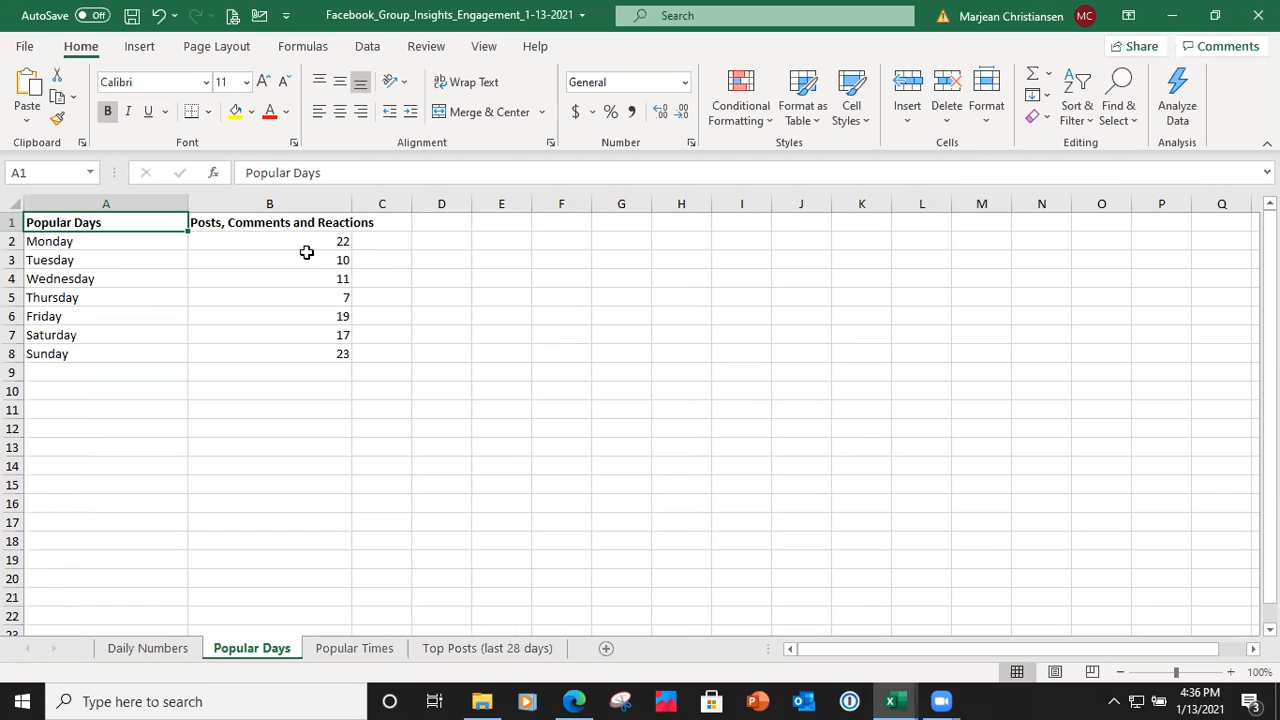 AutoSave Off Facebook_Group_Insights_Engagement_1-13-2021 Search Marjean Christiansen MC
File Home Insert Page Layout Formulas Data Review View Help Share Comments
Paste
Clipboard
Calibri 11
B I U
Font
Wrap Text
Merge & Center
Alignment
General
$ % ,
Number
Conditional Formatting
Format as Table
Cell Styles
Styles
Insert Delete Format
Cells
Sort & Filter
Find & Select
Editing
Analyze Data
Analysis
A1 fx Popular Days
A B C D E F G H I J K L M N O P Q
1 Popular Days Posts, Comments and Reactions
2 Monday 22
3 Tuesday 10
4 Wednesday 11
5 Thursday 7
6 Friday 19
7 Saturday 17
8 Sunday 23
9
10
11
12
13
14
15
16
17
18
19
20
21
22
23
Daily Numbers Popular Days Popular Times Top Posts (last 28 days)
100%
Type here to search
4:36 PM
1/13/2021
3